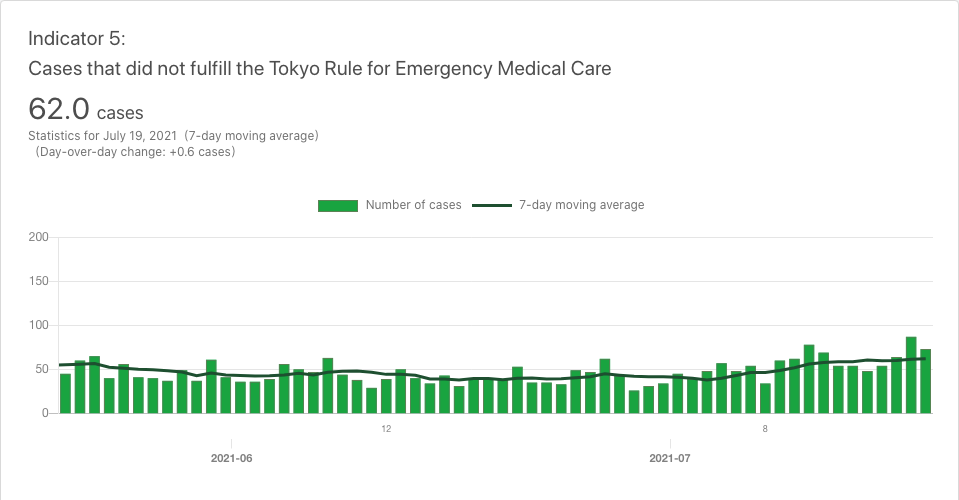 Indicator 5:
Cases that did not fulfill the Tokyo Rule for Emergency Medical Care
62.0 cases
Statistics for July 19, 2021 (7-day moving average)
(Day-over-day change: +0.6 cases)
Number of cases 7-day moving average
200
150
100
50
0
12 8
2021-06 2021-07